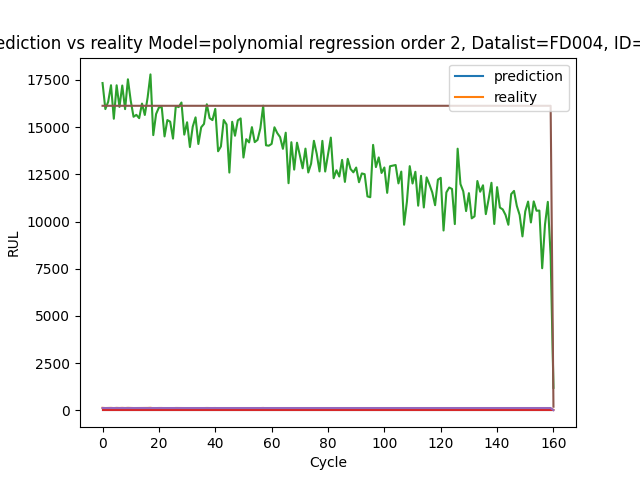 ediction vs reality Model=polynomial regression order 2, Datalist=FD004, ID=
prediction
reality
17500
15000
12500
10000
7500
5000
2500
0
RUL
0 20 40 60 80 100 120 140 160
Cycle